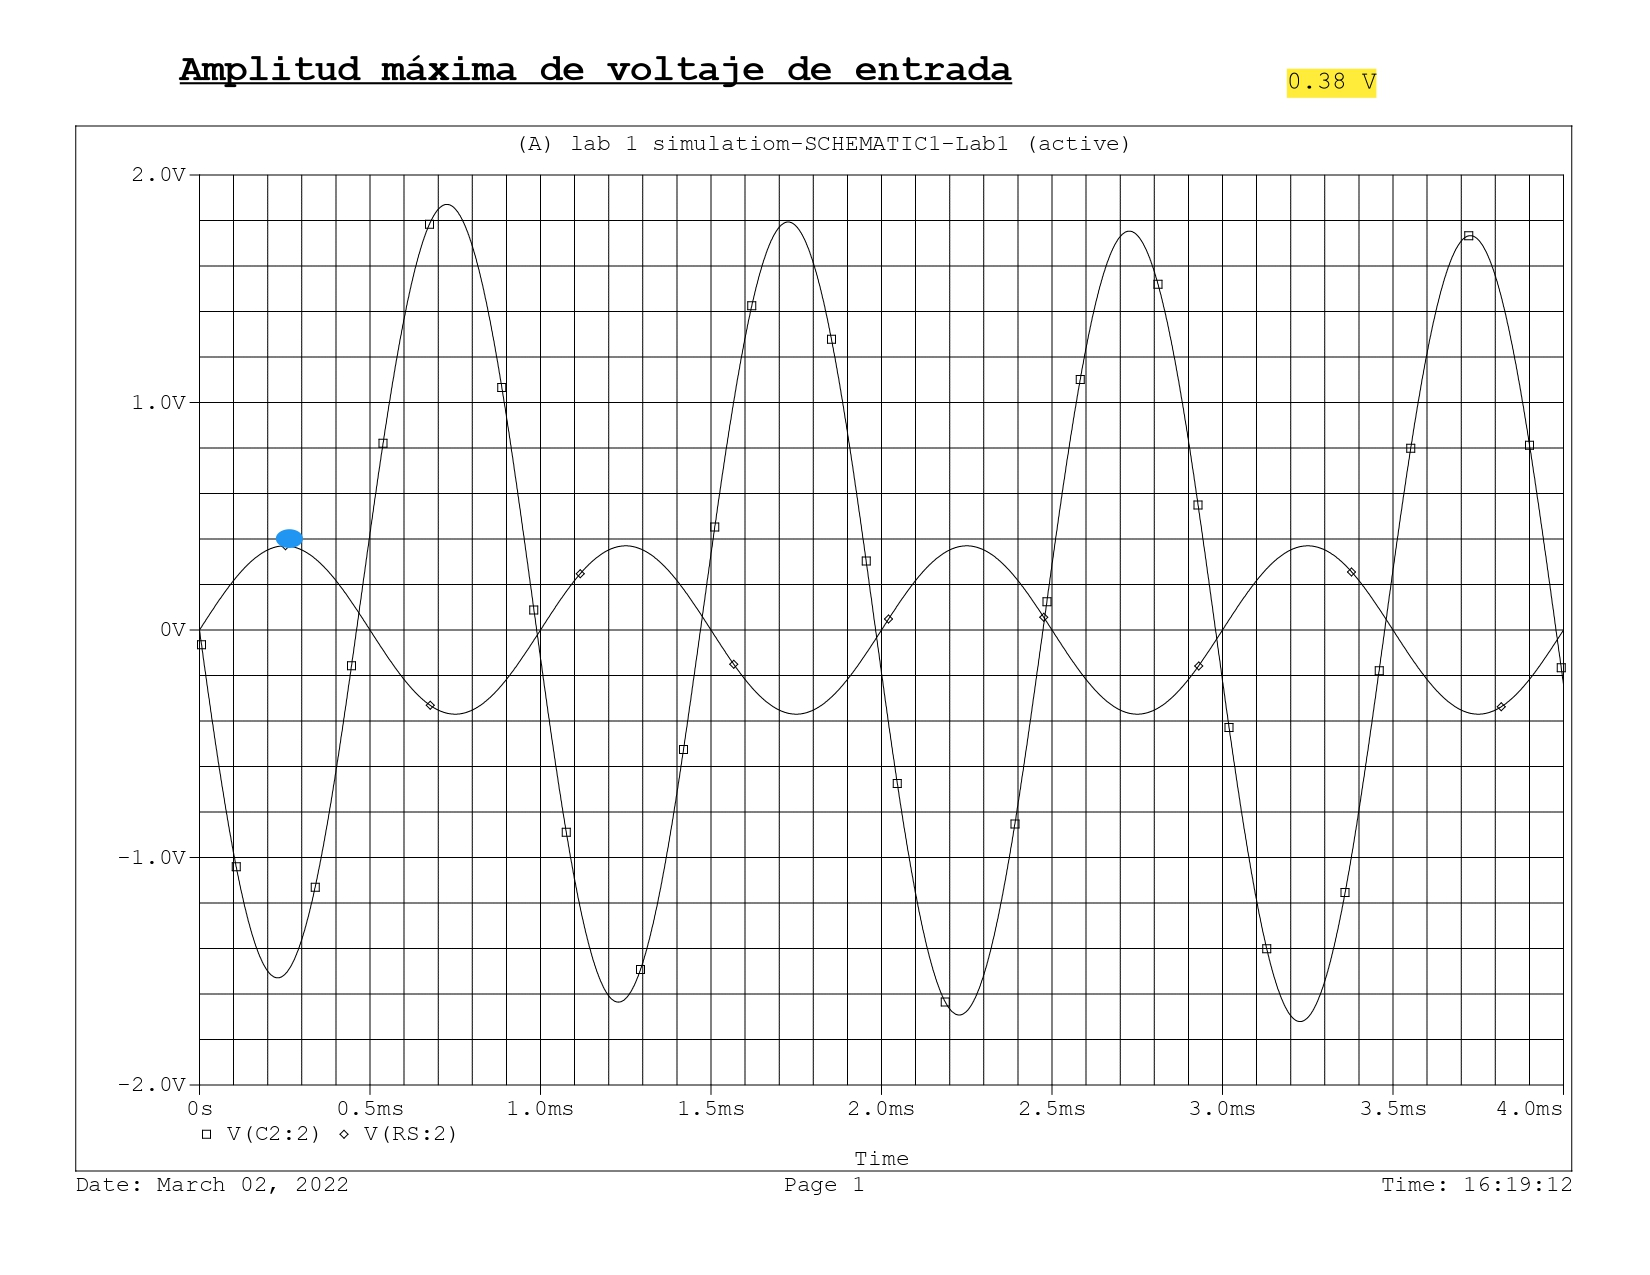 Amplitud máxima de voltaje de entrada
0.38 V
(A) lab 1 simulatiom-SCHEMATIC1-Lab1 (active)
2.0V
1.0V
0V
-1.0V
-2.0V
0s 0.5ms 1.0ms 1.5ms 2.0ms 2.5ms 3.0ms 3.5ms 4.0ms
V(C2:2) V(RS:2)
Time
Date: March 02, 2022 Page 1 Time: 16:19:12